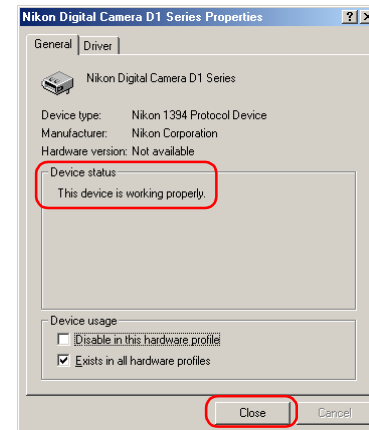 Nikon Digital Camera D1 Series Properties
General Driver
Nikon Digital Camera D1 Series
Device type: Nikon 1394 Protocol Device
Manufacturer: Nikon Corporation
Hardware version: Not available
Device status
This device is working properly.
Device usage
Disable in this hardware profile
Exists in all hardware profiles
Close Cancel